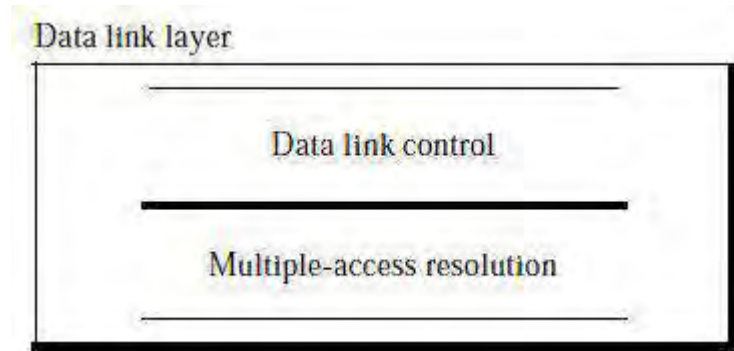 Data link layer
Data link control
Multiple-access resolution